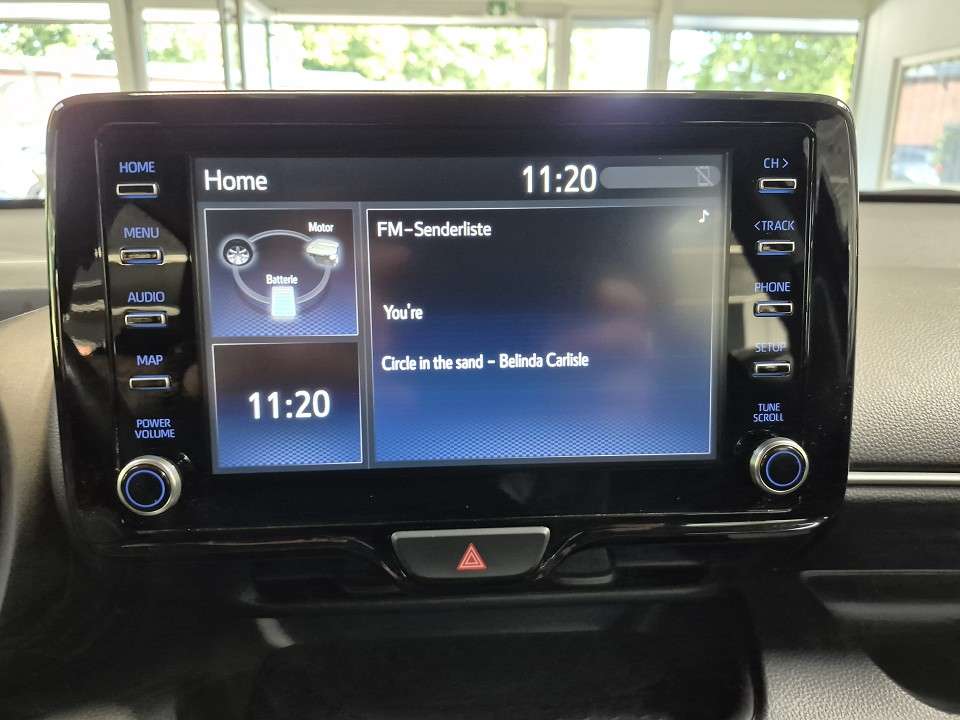 HOME
MENU
AUDIO
MAP
POWER
VOLUME
Home
11:20
Motor
Batterie
11:20
FM-Senderliste
You're
Circle in the sand - Belinda Carlisle
CH >
< TRACK
PHONE
SETUP
TUNE
SCROLL